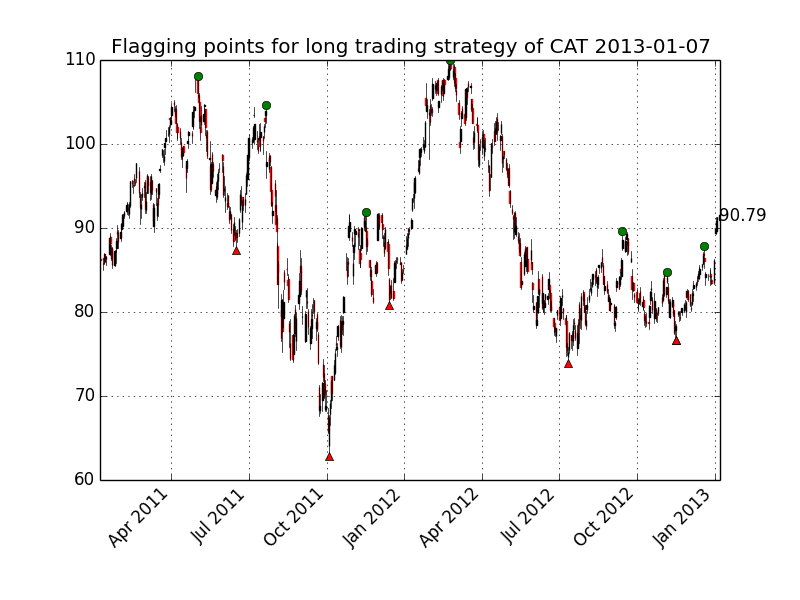 Flagging points for long trading strategy of CAT 2013-01-07
110
100
90
80
70
60
90.79
Apr 2011
Jul 2011
Oct 2011
Jan 2012
Apr 2012
Jul 2012
Oct 2012
Jan 2013